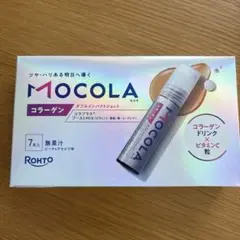 ツヤ・ハリある明日へ導く
MOCOLA
コラーゲン
ダブルインパクトショット
7本入
無果汁
コラーゲン
ドリンク
×
ビタミンC
粒
ROHTO